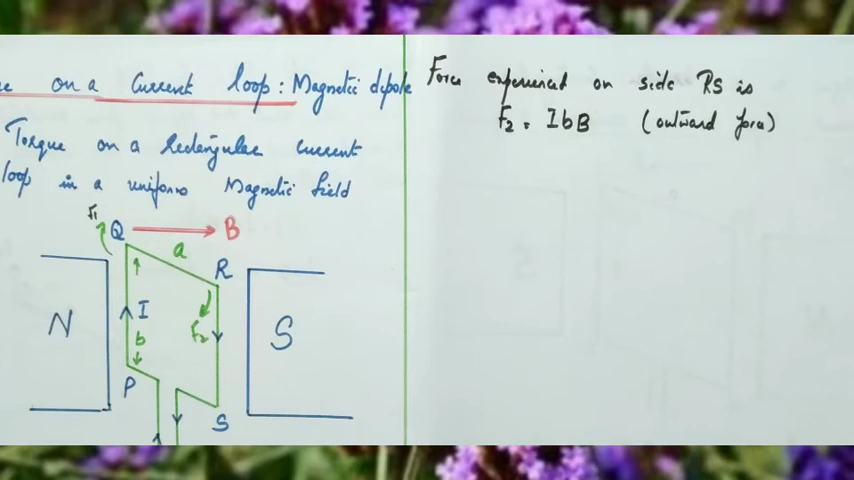 on a Current loop : Magnetic dipole
Torque on a Rectangular current
loop in a uniform Magnetic field
F1 Q B
a
R
N I F2 S
b
P
S
Force experienced on side RS is
F2 = IbB (outward force)